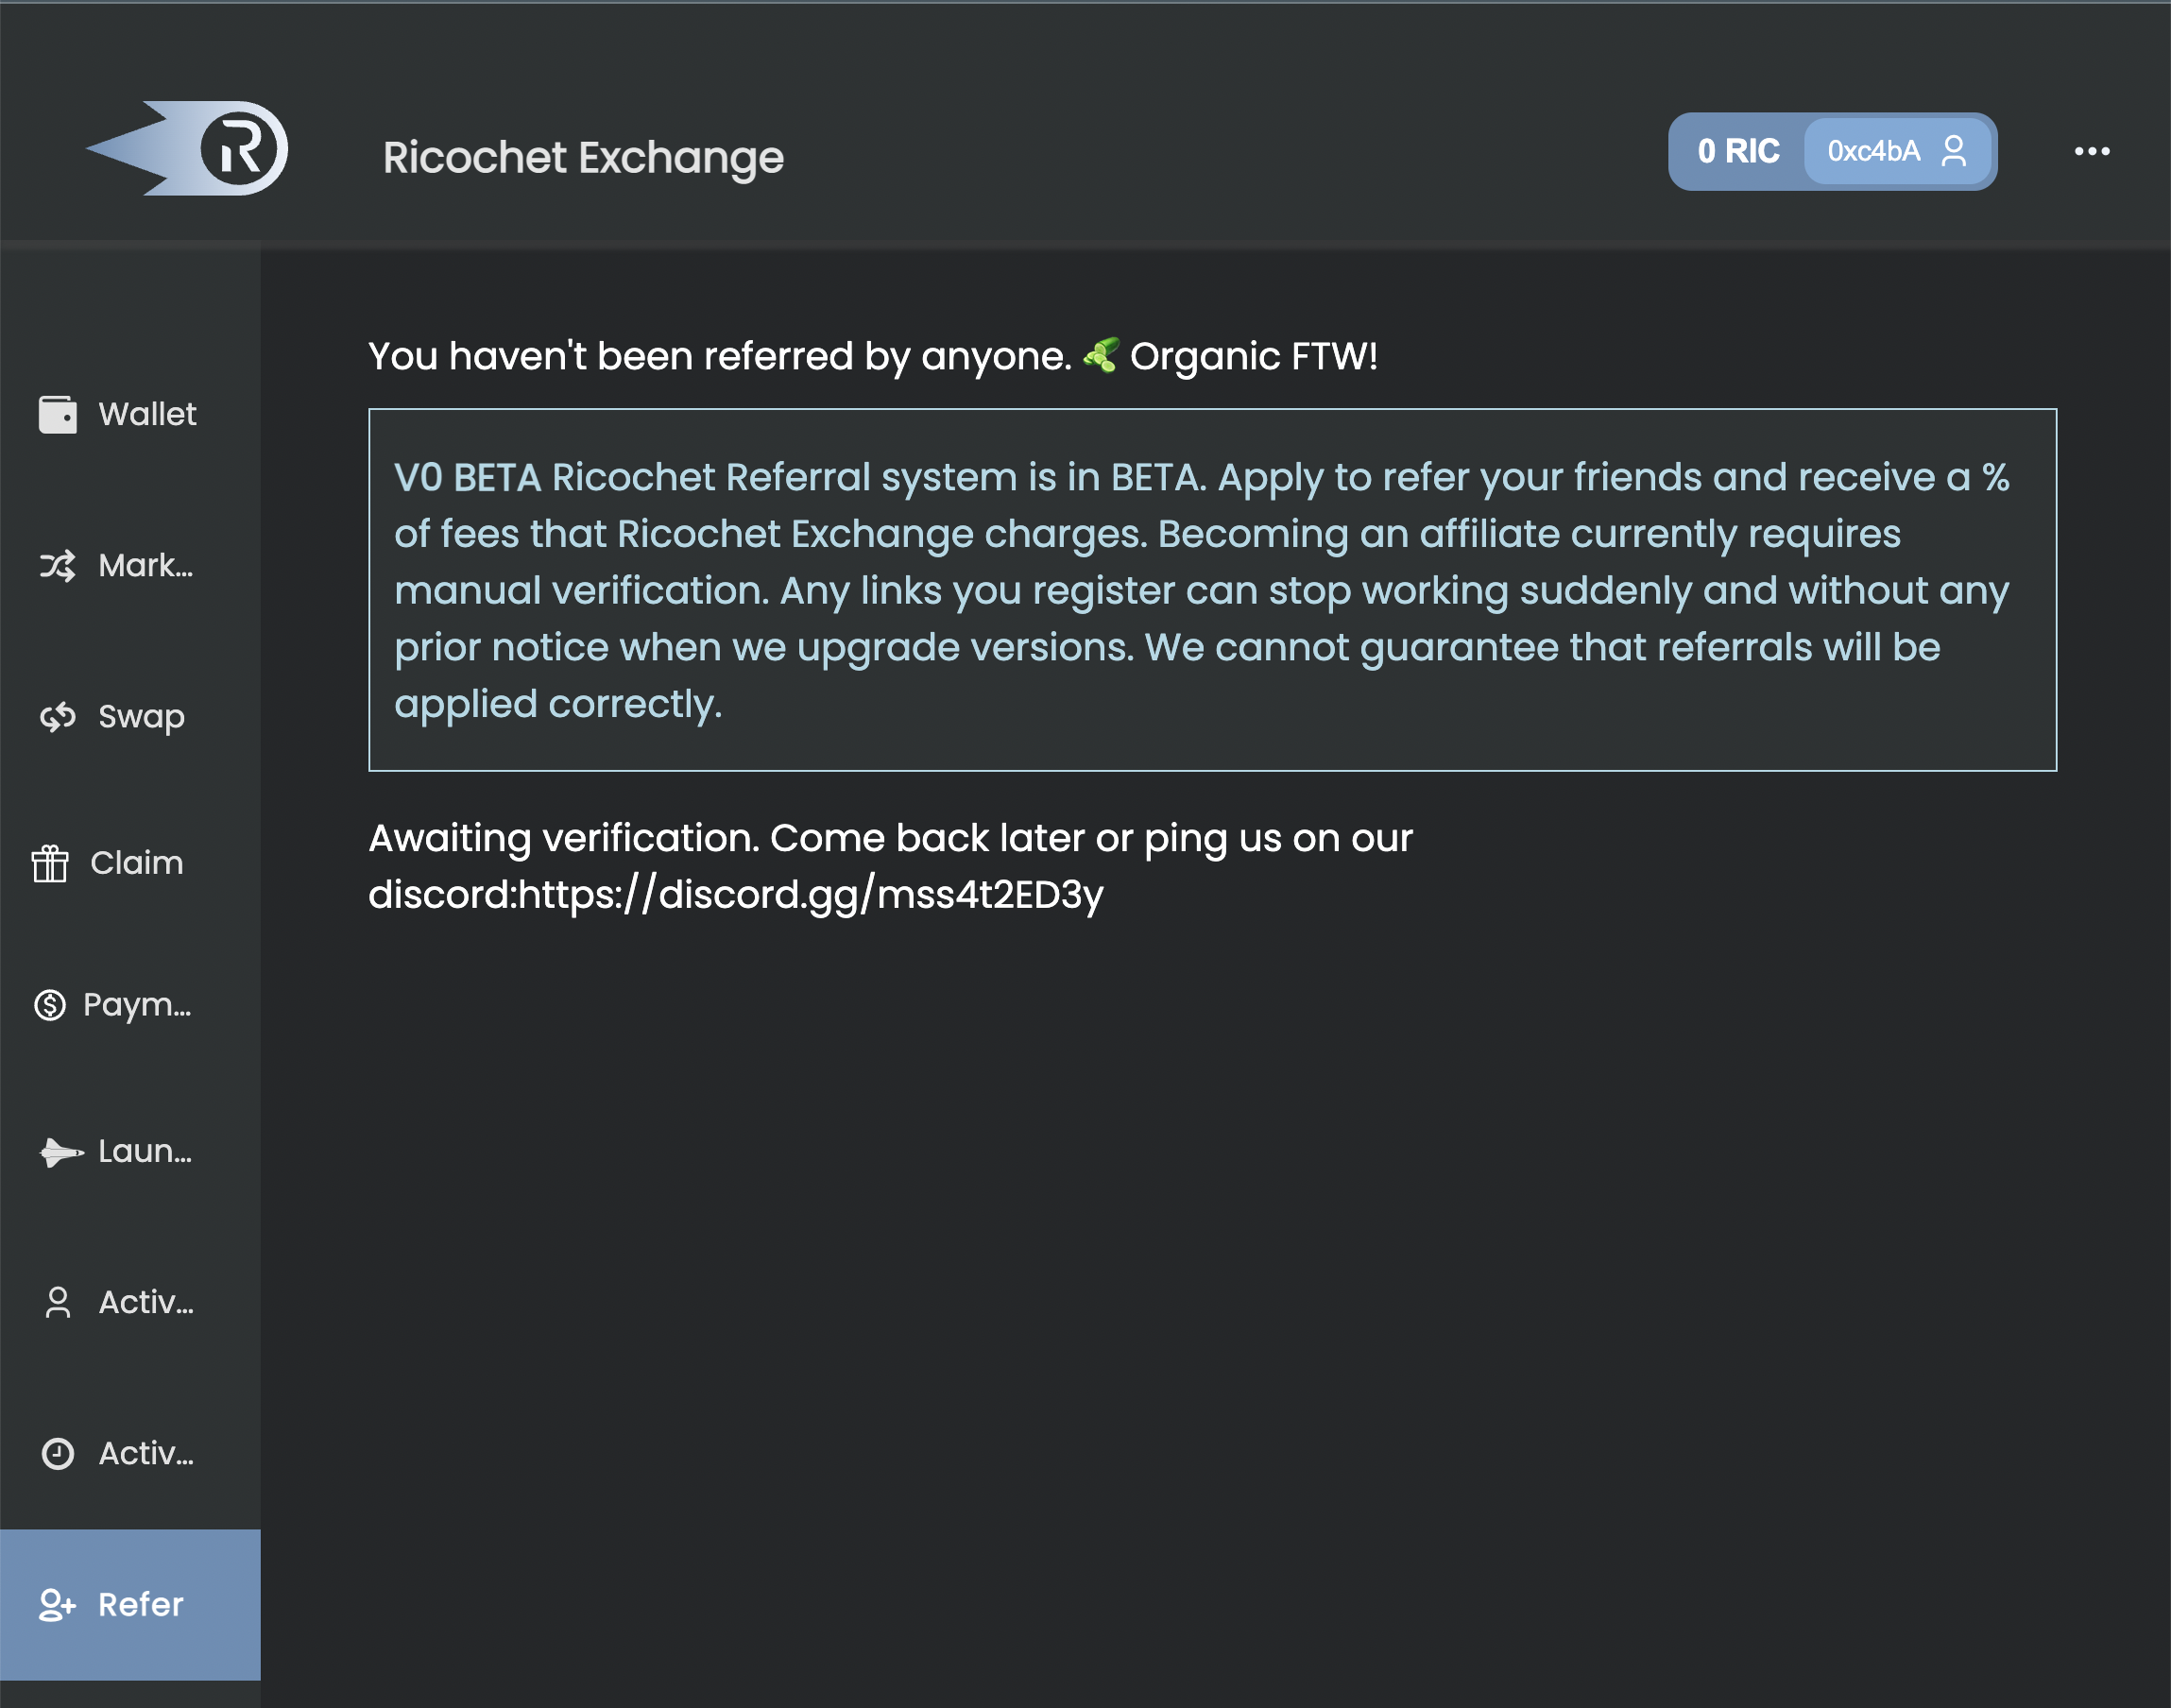 R
Ricochet Exchange
0 RIC
0xc4bA
...
Wallet
Mark...
Swap
Claim
Paym...
Laun...
Activ...
Activ...
Refer
You haven't been referred by anyone. 🥒 Organic FTW!
V0 BETA Ricochet Referral system is in BETA. Apply to refer your friends and receive a %
of fees that Ricochet Exchange charges. Becoming an affiliate currently requires
manual verification. Any links you register can stop working suddenly and without any
prior notice when we upgrade versions. We cannot guarantee that referrals will be
applied correctly.
Awaiting verification. Come back later or ping us on our
discord:https://discord.gg/mss4t2ED3y